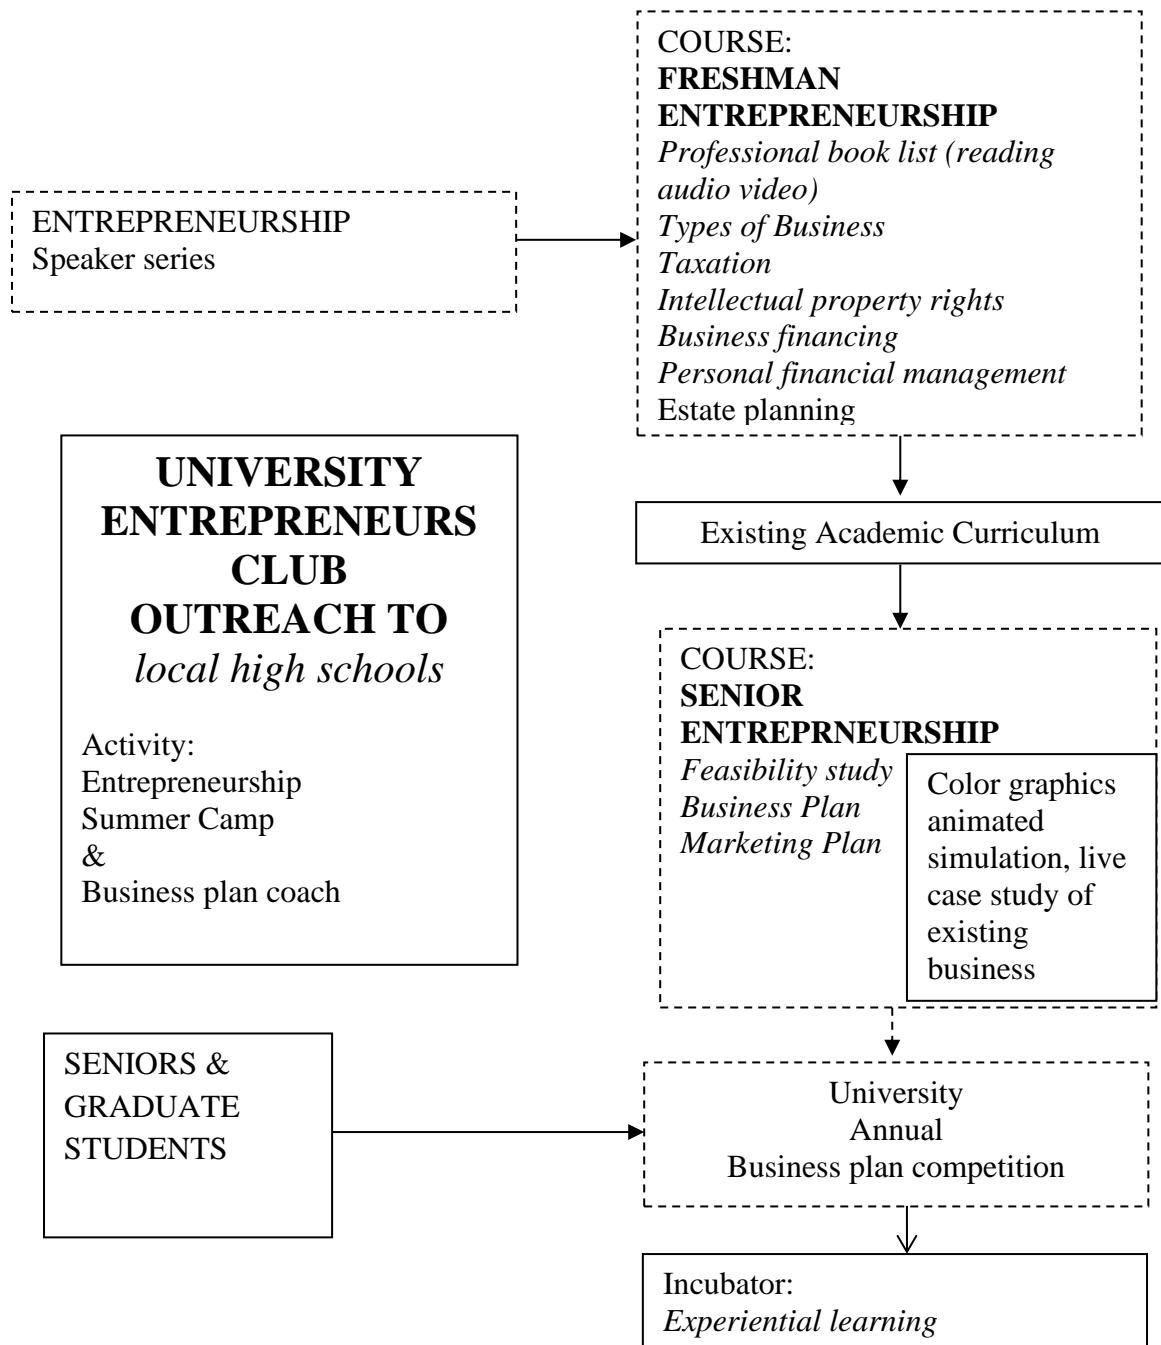 COURSE:
FRESHMAN
ENTREPRENEURSHIP
Professional book list (reading
audio video)
Types of Business
Taxation
Intellectual property rights
Business financing
Personal financial management
Estate planning
ENTREPRENEURSHIP
Speaker series
UNIVERSITY
ENTREPRENEURS
CLUB
OUTREACH TO
local high schools
Activity:
Entrepreneurship
Summer Camp
&
Business plan coach
Existing Academic Curriculum
COURSE:
SENIOR
ENTREPRNEURSHIP
Feasibility study
Business Plan
Marketing Plan
Color graphics
animated
simulation, live
case study of
existing
business
SENIORS &
GRADUATE
STUDENTS
University
Annual
Business plan competition
Incubator:
Experiential learning